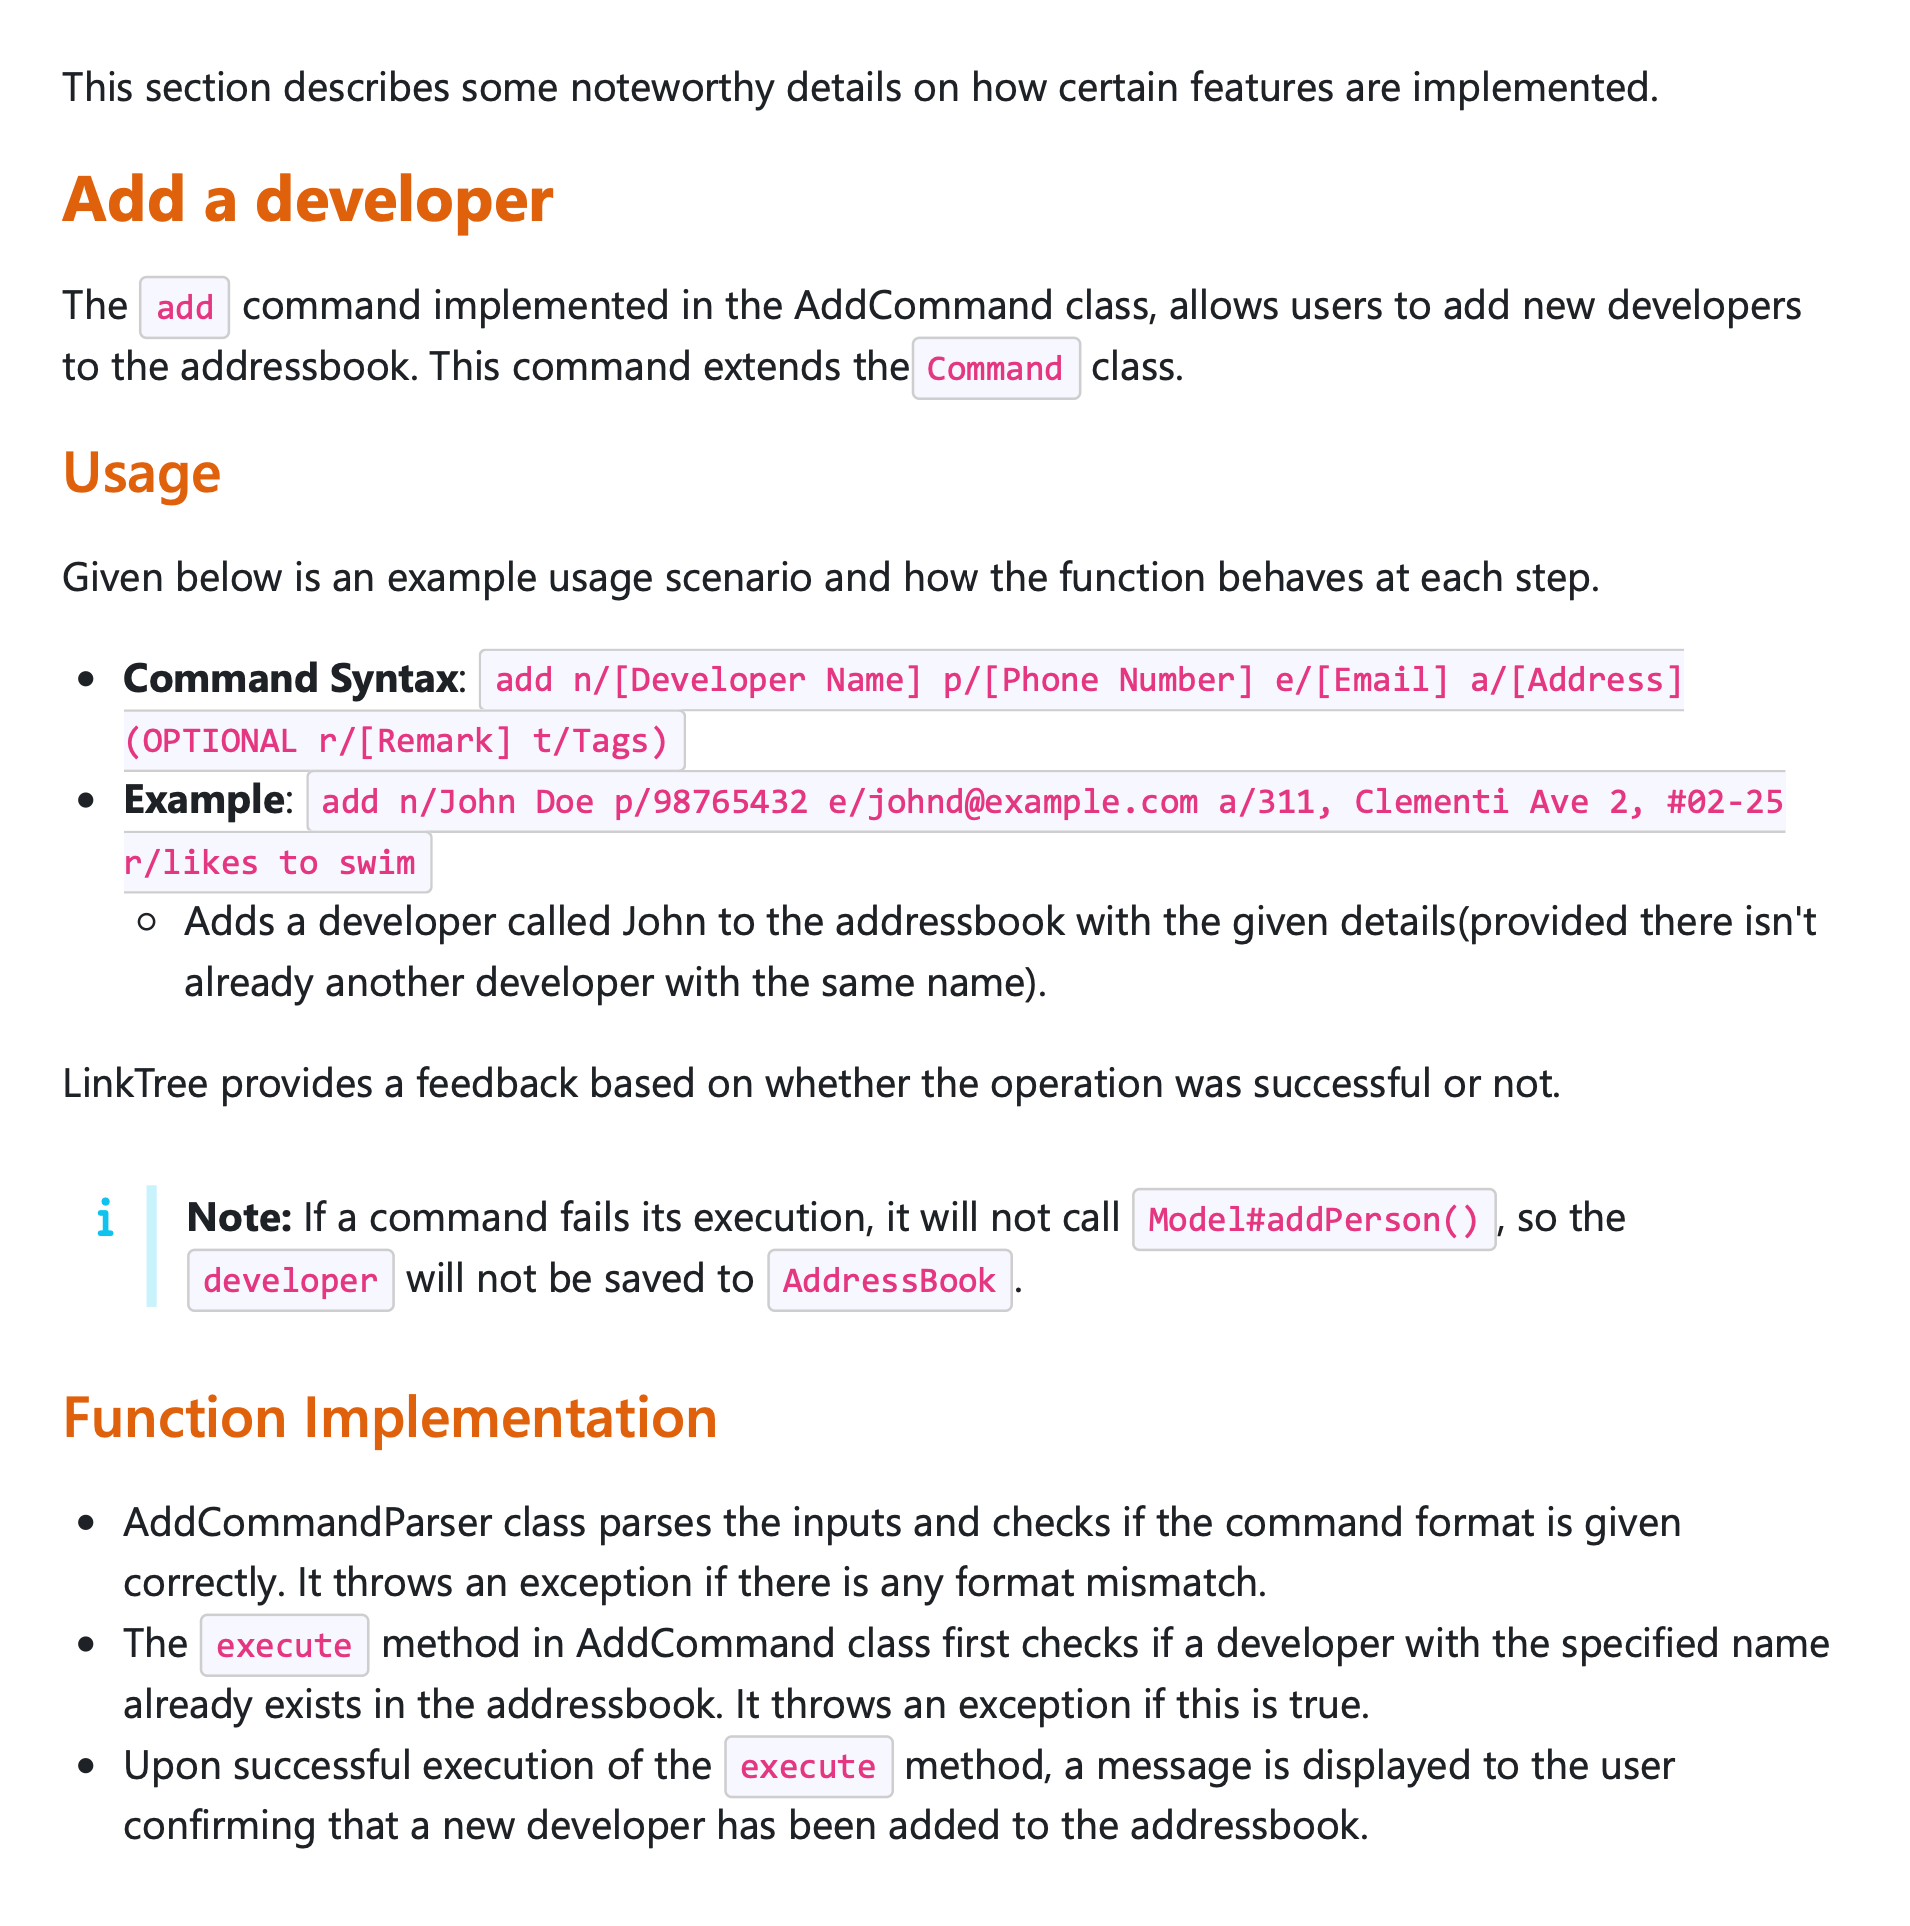 This section describes some noteworthy details on how certain features are implemented.
Add a developer
The add command implemented in the AddCommand class, allows users to add new developers
to the addressbook. This command extends the Command class.
Usage
Given below is an example usage scenario and how the function behaves at each step.
• Command Syntax: add n/[Developer Name] p/[Phone Number] e/[Email] a/[Address]
(OPTIONAL r/[Remark] t/Tags)
• Example: add n/John Doe p/98765432 e/johnd@example.com a/311, Clementi Ave 2, #02-25
r/likes to swim
○ Adds a developer called John to the addressbook with the given details(provided there isn't
already another developer with the same name).
LinkTree provides a feedback based on whether the operation was successful or not.
i Note: If a command fails its execution, it will not call Model#addPerson(), so the
developer will not be saved to AddressBook.
Function Implementation
• AddCommandParser class parses the inputs and checks if the command format is given
correctly. It throws an exception if there is any format mismatch.
• The execute method in AddCommand class first checks if a developer with the specified name
already exists in the addressbook. It throws an exception if this is true.
• Upon successful execution of the execute method, a message is displayed to the user
confirming that a new developer has been added to the addressbook.